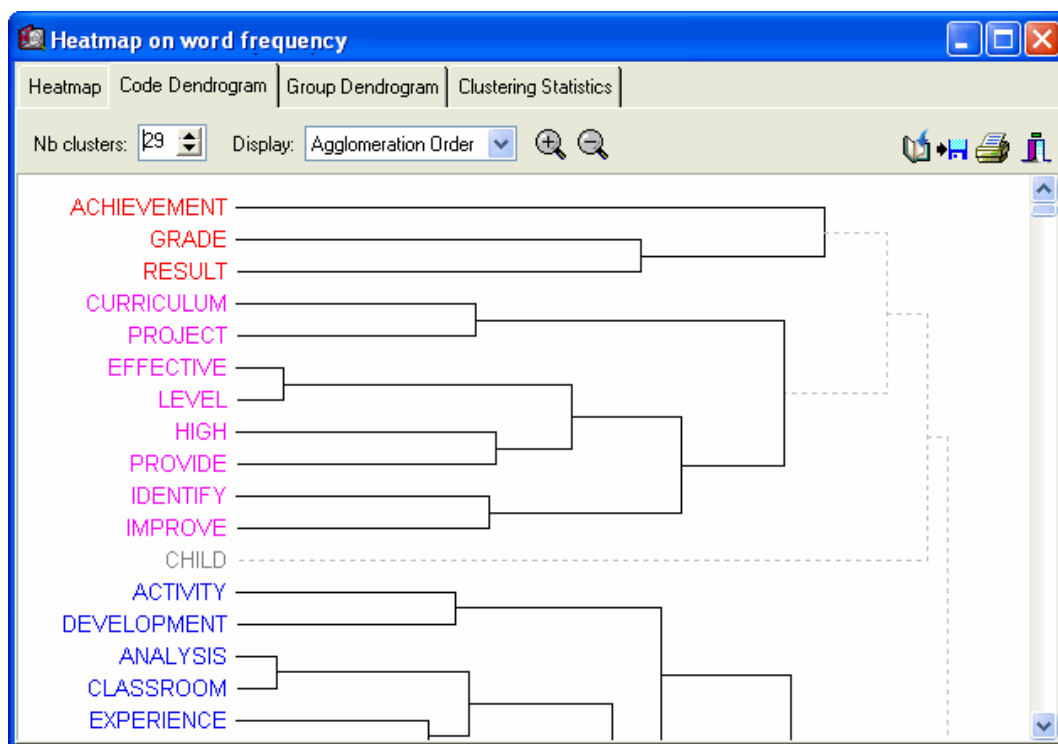 Heatmap on word frequency
Heatmap Code Dendrogram Group Dendrogram Clustering Statistics
Nb clusters: 29 Display: Agglomeration Order
ACHIEVEMENT
GRADE
RESULT
CURRICULUM
PROJECT
EFFECTIVE
LEVEL
HIGH
PROVIDE
IDENTIFY
IMPROVE
CHILD
ACTIVITY
DEVELOPMENT
ANALYSIS
CLASSROOM
EXPERIENCE